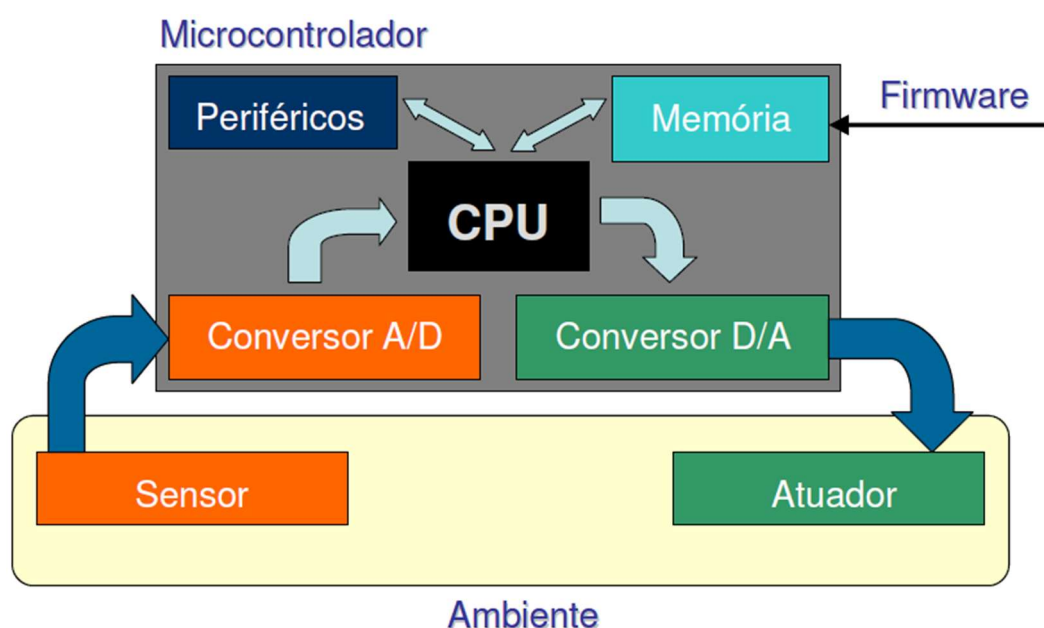 Microcontrolador
Periféricos
Memória
Firmware
CPU
Conversor A/D
Conversor D/A
Sensor
Atuador
Ambiente